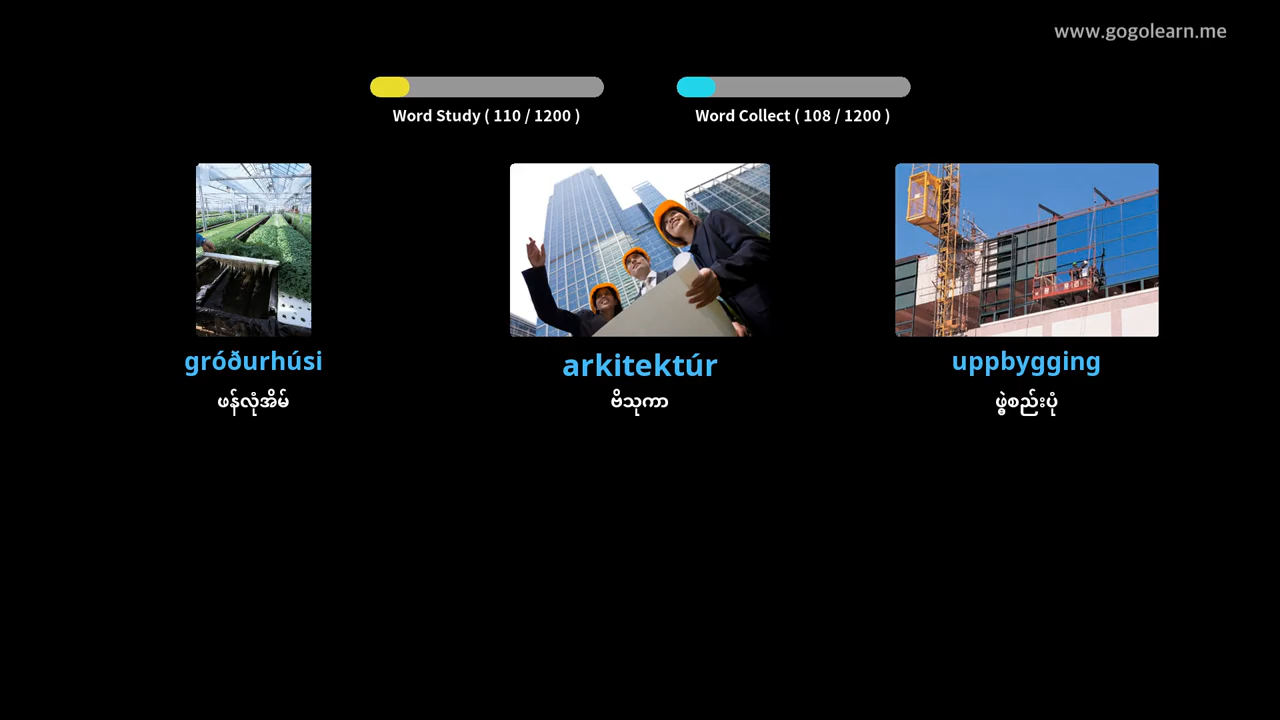 www.gogolearn.me
Word Study ( 110 / 1200 )
Word Collect ( 108 / 1200 )
gróðurhúsi
arkitektúr
uppbygging
ဖန်လုံအိမ်
ဗိသုကာ
ဖွဲ့စည်းပုံ